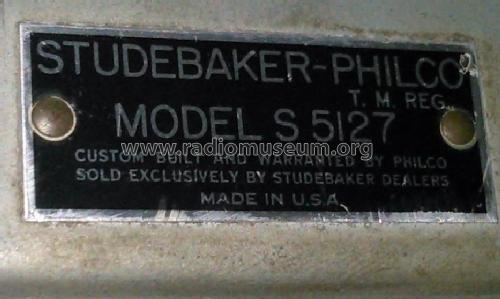 STUDEBAKER-PHILCO
T. M. REG.
MODEL S 5127
www.radiomuseum.org
CUSTOM BUILT AND WARRANTED BY PHILCO
SOLD EXCLUSIVELY BY STUDEBAKER DEALERS
MADE IN U.S.A